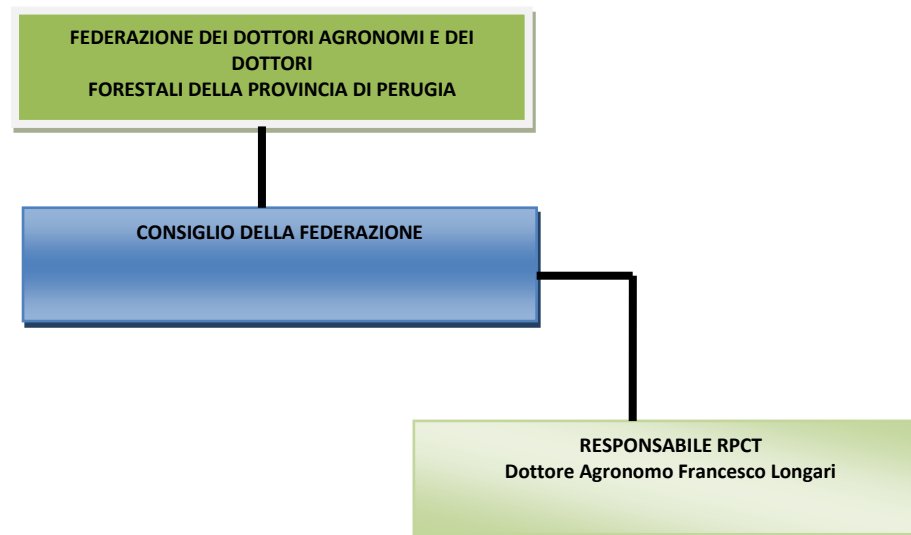 FEDERAZIONE DEI DOTTORI AGRONOMI E DEI
DOTTORI
FORESTALI DELLA PROVINCIA DI PERUGIA
CONSIGLIO DELLA FEDERAZIONE
RESPONSABILE RPCT
Dottore Agronomo Francesco Longari